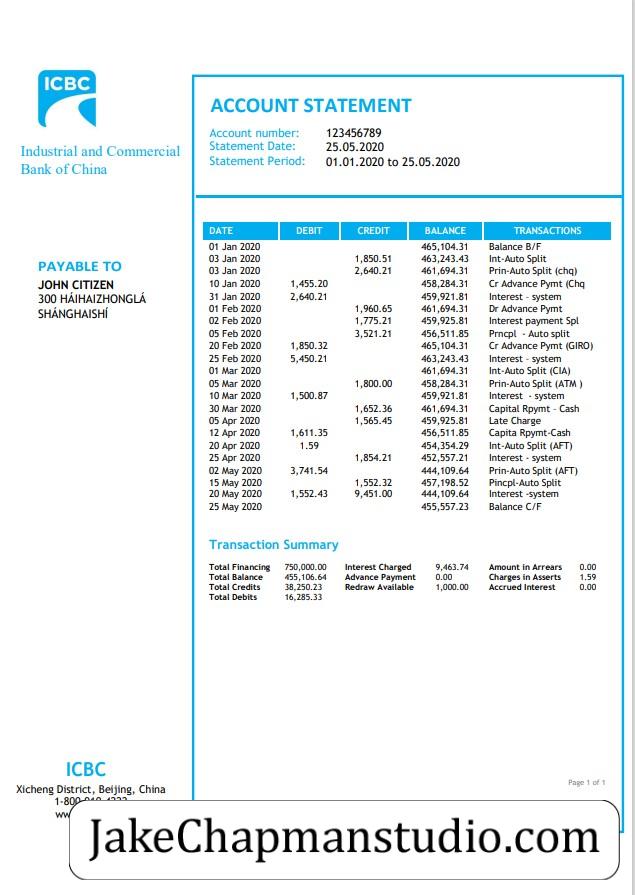 ICBC
Industrial and Commercial
Bank of China
PAYABLE TO
JOHN CITIZEN
300 HÁIHAIZHONGLÁ
SHÁNGHAISHÍ
ACCOUNT STATEMENT
Account number: 123456789
Statement Date: 25.05.2020
Statement Period: 01.01.2020 to 25.05.2020
DATE DEBIT CREDIT BALANCE TRANSACTIONS
01 Jan 2020 465,104.31 Balance B/F
03 Jan 2020 1,850.51 463,243.43 Int-Auto Split
03 Jan 2020 2,640.21 461,694.31 Prin-Auto Split (chq)
10 Jan 2020 1,455.20 458,284.31 Cr Advance Pymt (Chq
31 Jan 2020 2,640.21 459,921.81 Interest - system
01 Feb 2020 1,960.65 461,694.31 Dr Advance Pymt
02 Feb 2020 1,775.21 459,925.81 Interest payment Spl
05 Feb 2020 3,521.21 456,511.85 Prncpl - Auto split
20 Feb 2020 1,850.32 465,104.31 Cr Advance Pymt (GIRO)
25 Feb 2020 5,450.21 463,243.43 Interest - system
01 Mar 2020 461,694.31 Int-Auto Split (CIA)
05 Mar 2020 1,800.00 458,284.31 Prin-Auto Split (ATM )
10 Mar 2020 1,500.87 459,921.81 Interest - system
30 Mar 2020 1,652.36 461,694.31 Capital Rpymt - Cash
05 Apr 2020 1,565.45 459,925.81 Late Charge
12 Apr 2020 1,611.35 456,511.85 Capita Rpymt-Cash
20 Apr 2020 1.59 454,354.29 Int-Auto Split (AFT)
25 Apr 2020 1,854.21 452,557.21 Interest - system
02 May 2020 3,741.54 444,109.64 Prin-Auto Split (AFT)
15 May 2020 1,552.32 457,198.52 Pincpl-Auto Split
20 May 2020 1,552.43 9,451.00 444,109.64 Interest -system
25 May 2020 455,557.23 Balance C/F
Transaction Summary
Total Financing 750,000.00 Interest Charged 9,463.74 Amount in Arrears 0.00
Total Balance 455,106.64 Advance Payment 0.00 Charges in Asserts 1.59
Total Credits 38,250.23 Redraw Available 1,000.00 Accrued Interest 0.00
Total Debits 16,285.33
Page 1 of 1
ICBC
Xicheng District, Beijing, China
JakeChapmanstudio.com